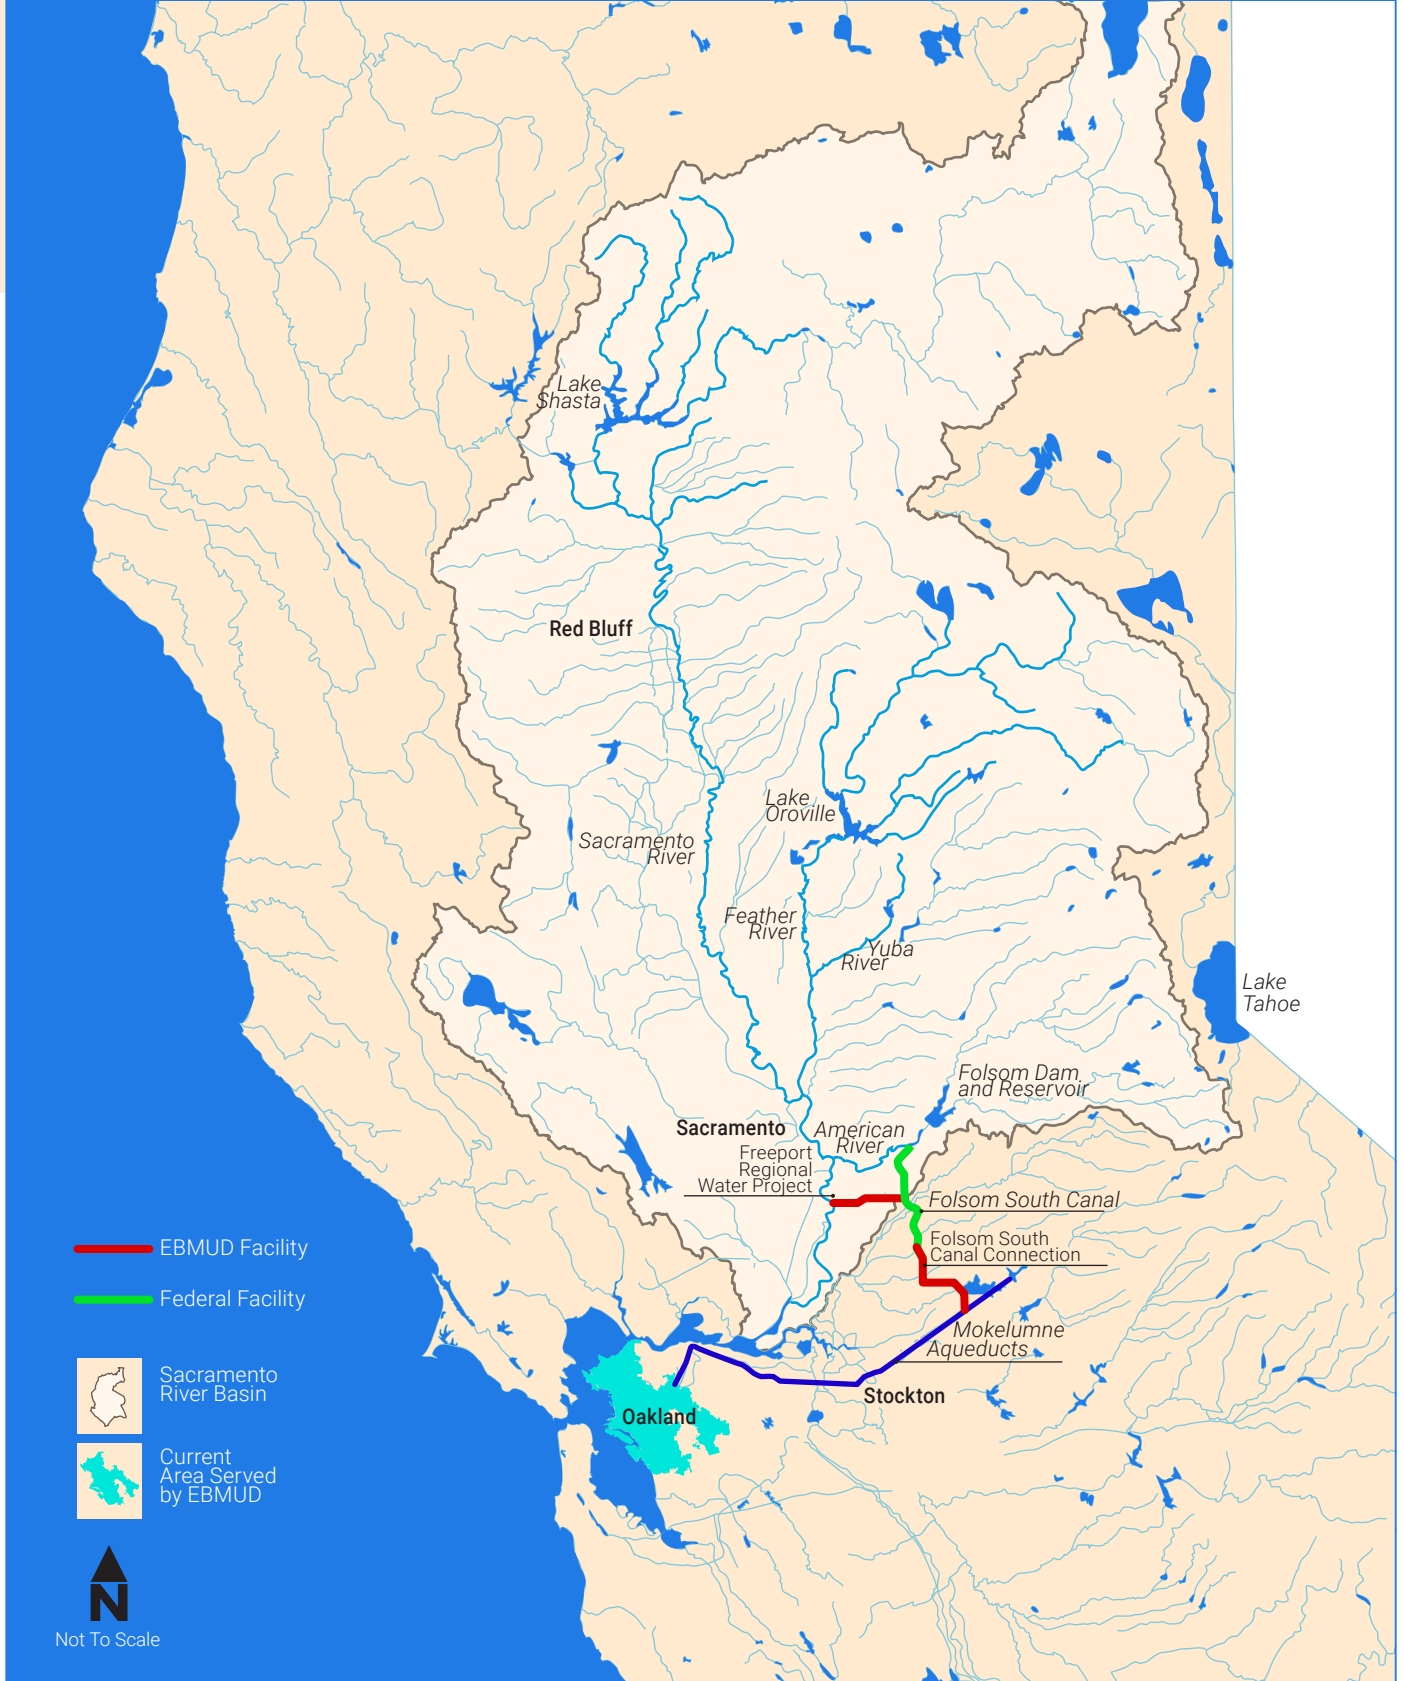 Lake
Shasta
Red Bluff
Lake
Oroville
Sacramento
River
Feather
River
Yuba
River
Lake
Tahoe
Folsom Dam
and Reservoir
Sacramento
American
River
Freeport
Regional
Water Project
Folsom South Canal
Folsom South
Canal Connection
EBMUD Facility
Federal Facility
Mokelumne
Aqueducts
Stockton
Oakland
Sacramento
River Basin
Current
Area Served
by EBMUD
N
Not To Scale